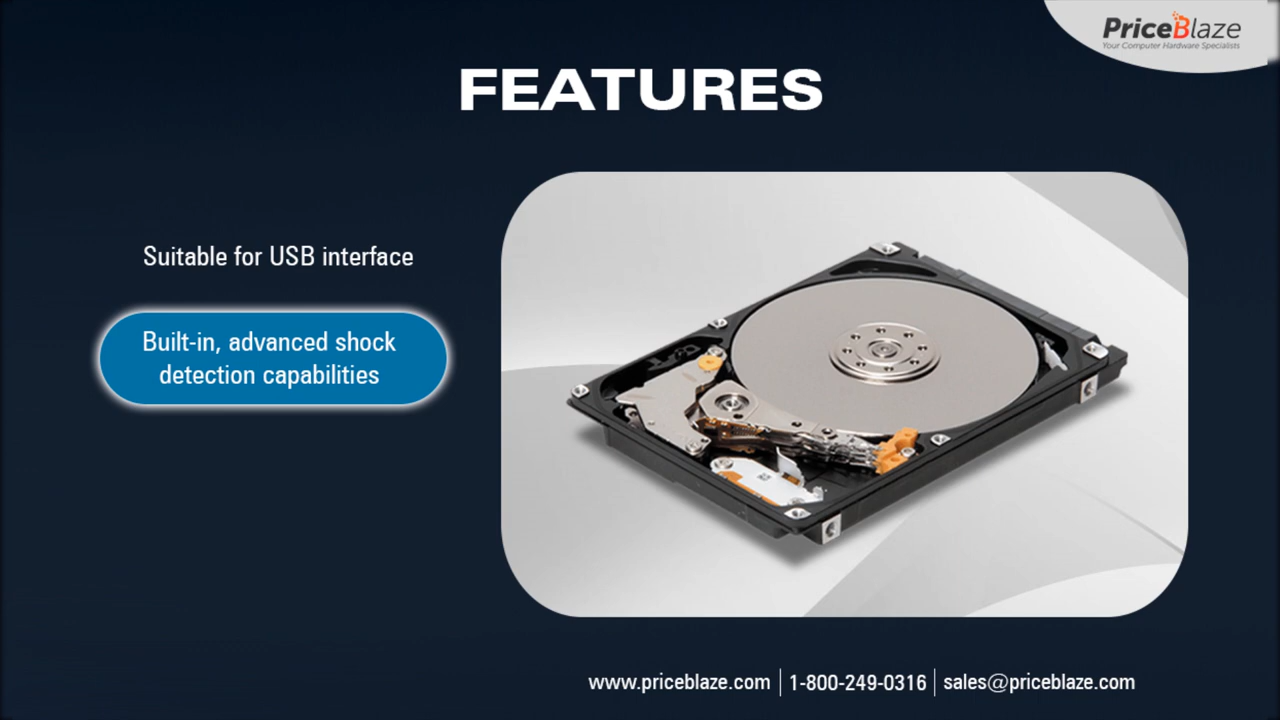 PriceBlaze
Your Computer Hardware Specialists
FEATURES
Suitable for USB interface
Built-in, advanced shock
detection capabilities
www.priceblaze.com | 1-800-249-0316 | sales@priceblaze.com